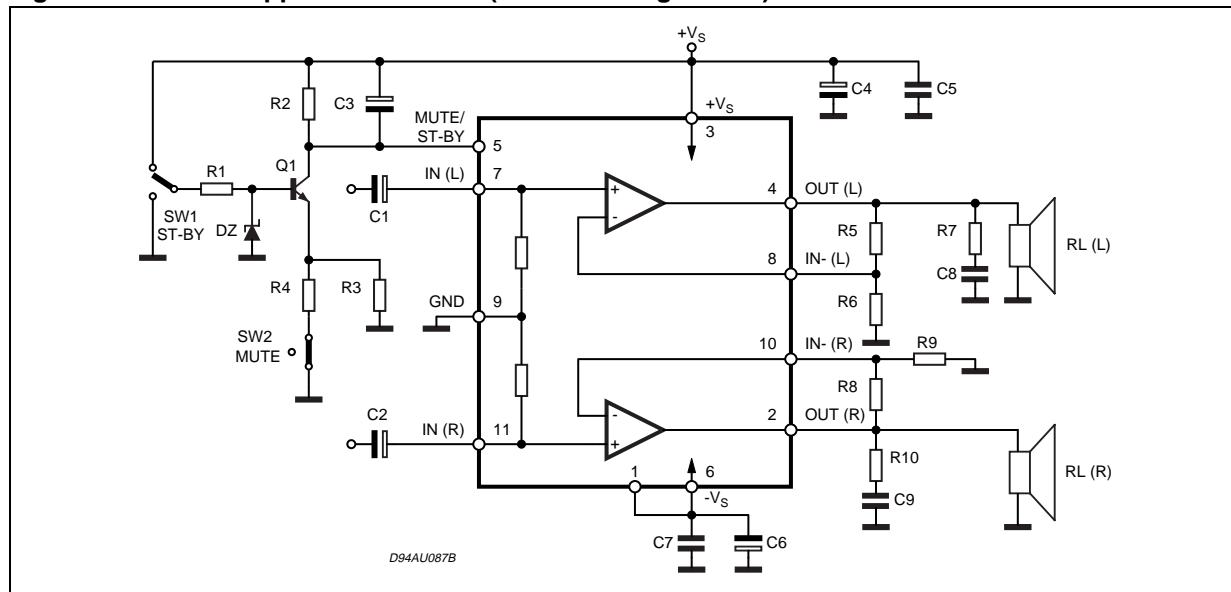 +VS
R2
C3
C4
C5
+VS
MUTE/
ST-BY
3
5
R1
Q1
IN (L)
7
4
OUT (L)
+
-
C1
SW1
ST-BY
DZ
R5
R7
RL (L)
8
IN- (L)
C8
R4
R3
GND
9
R6
SW2
MUTE
10
IN- (R)
R9
R8
C2
IN (R)
11
-
+
2
OUT (R)
R10
RL (R)
1
6
-VS
C9
C7
C6
D94AU087B